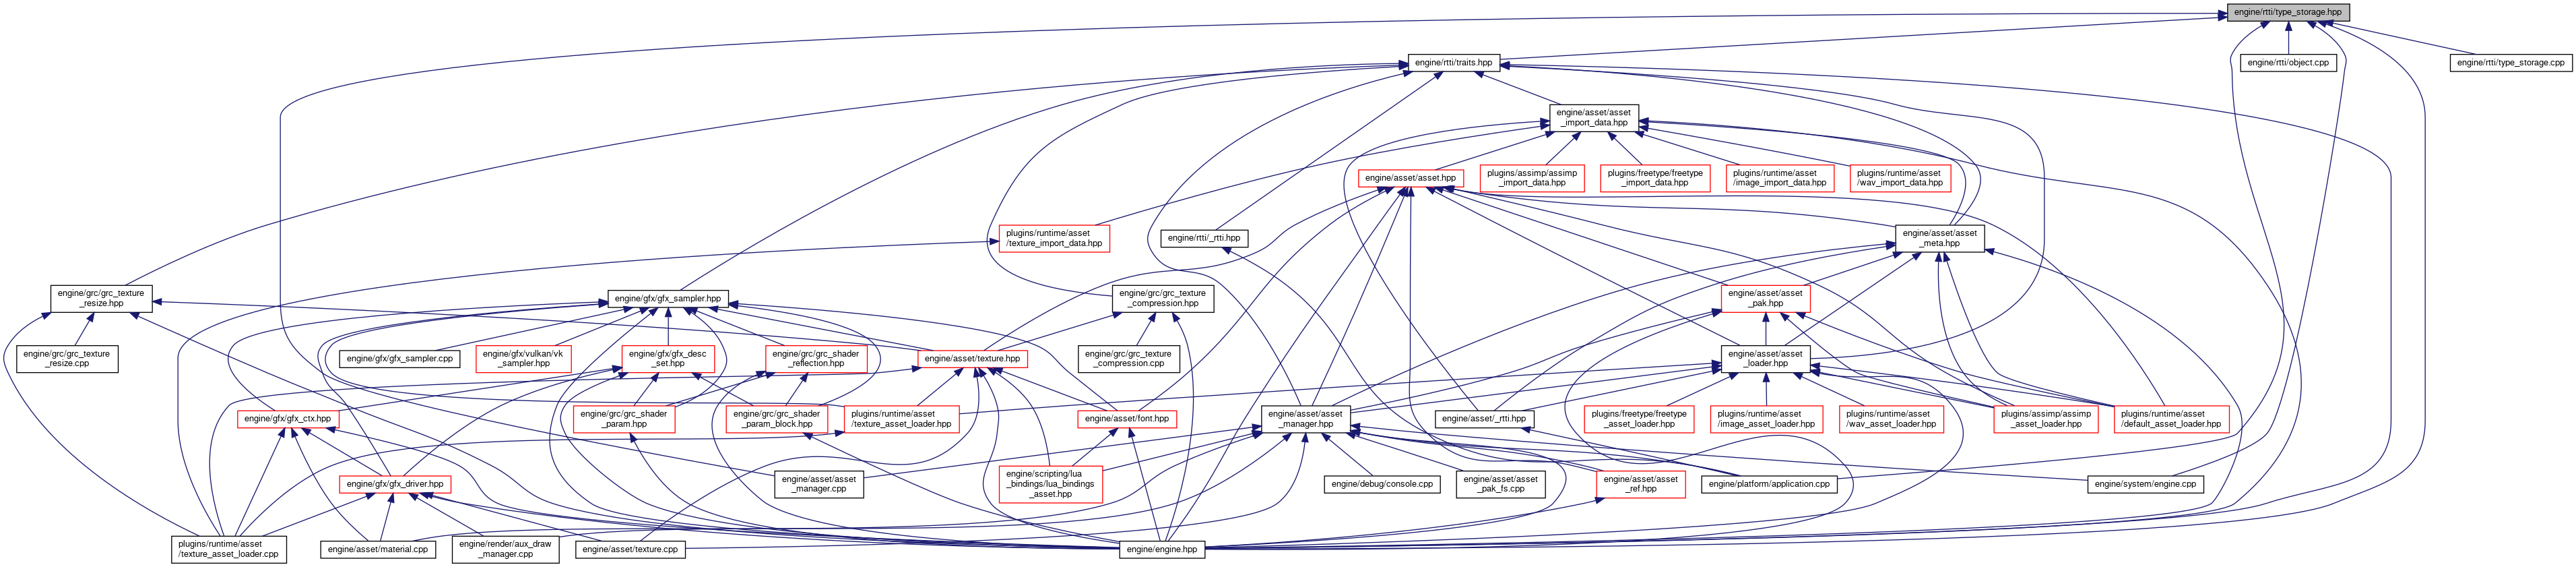 engine/rtti/type_storage.hpp
engine/rtti/traits.hpp
engine/rtti/object.cpp
engine/rtti/type_storage.cpp
engine/asset/asset
_import_data.hpp
engine/asset/asset.hpp
plugins/assimp/assimp
_import_data.hpp
plugins/freetype/freetype
_import_data.hpp
plugins/runtime/asset
/image_import_data.hpp
plugins/runtime/asset
/wav_import_data.hpp
plugins/runtime/asset
/texture_import_data.hpp
engine/rtti/_rtti.hpp
engine/asset/asset
_meta.hpp
engine/grc/grc_texture
_resize.hpp
engine/gfx/gfx_sampler.hpp
engine/grc/grc_texture
_compression.hpp
engine/asset/asset
_pak.hpp
engine/grc/grc_texture
_resize.cpp
engine/gfx/gfx_sampler.cpp
engine/gfx/vulkan/vk
_sampler.hpp
engine/gfx/gfx_desc
_set.hpp
engine/grc/grc_shader
_reflection.hpp
engine/asset/texture.hpp
engine/grc/grc_texture
_compression.cpp
engine/asset/asset
_loader.hpp
engine/gfx/gfx_ctx.hpp
engine/grc/grc_shader
_param.hpp
engine/grc/grc_shader
_param_block.hpp
plugins/runtime/asset
/texture_asset_loader.hpp
engine/asset/font.hpp
engine/asset/asset
_manager.hpp
engine/asset/_rtti.hpp
plugins/freetype/freetype
_asset_loader.hpp
plugins/runtime/asset
/image_asset_loader.hpp
plugins/runtime/asset
/wav_asset_loader.hpp
plugins/assimp/assimp
_asset_loader.hpp
plugins/runtime/asset
/default_asset_loader.hpp
engine/gfx/gfx_driver.hpp
engine/asset/asset
_manager.cpp
engine/scripting/lua
_bindings/lua_bindings
_asset.hpp
engine/debug/console.cpp
engine/asset/asset
_pak_fs.cpp
engine/asset/asset
_ref.hpp
engine/platform/application.cpp
engine/system/engine.cpp
plugins/runtime/asset
/texture_asset_loader.cpp
engine/asset/material.cpp
engine/render/aux_draw
_manager.cpp
engine/asset/texture.cpp
engine/engine.hpp